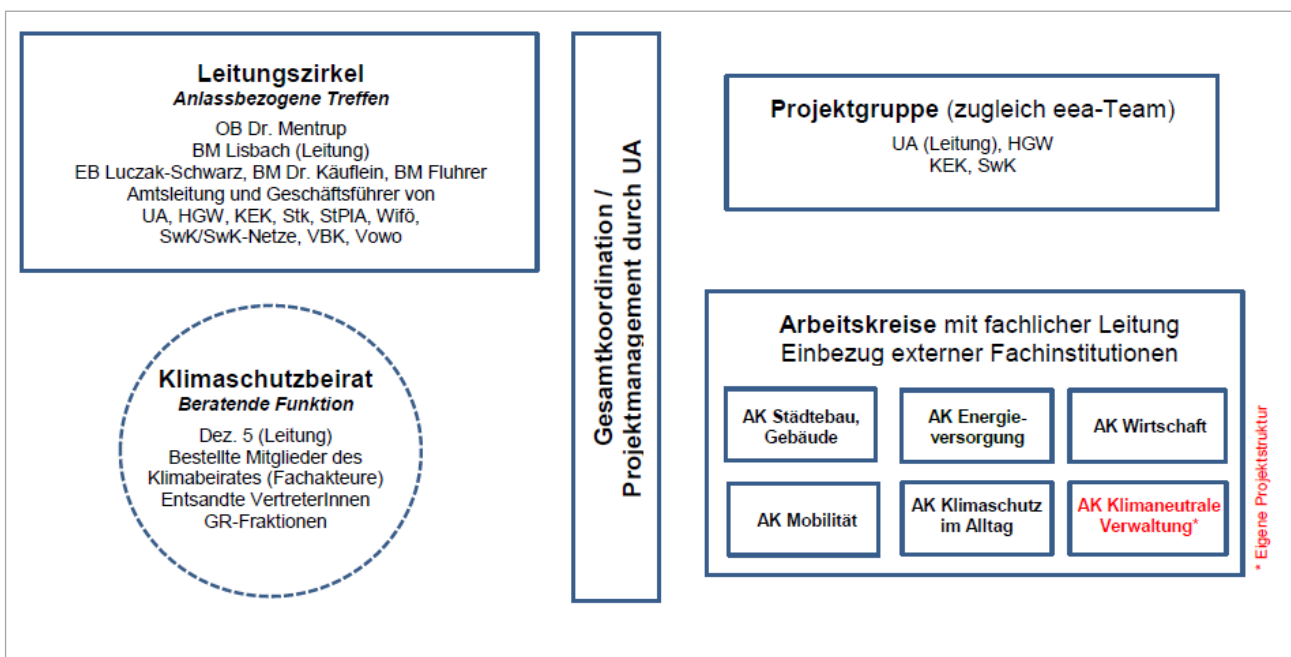 Leitungszirkel
Anlassbezogene Treffen
OB Dr. Mentrup
BM Lisbach (Leitung)
EB Luczak-Schwarz, BM Dr. Käuflein, BM Fluhrer
Amtsleitung und Geschäftsführer von
UA, HGW, KEK, Stk, StPlA, Wifö,
SwK/SwK-Netze, VBK, Vowo
Klimaschutzbeirat
Beratende Funktion
Dez. 5 (Leitung)
Bestellte Mitglieder des
Klimabeirates (Fachakteure)
Entsandte VertreterInnen
GR-Fraktionen
Gesamtkoordination /
Projektmanagement durch UA
Projektgruppe (zugleich eea-Team)
UA (Leitung), HGW
KEK, SwK
Arbeitskreise mit fachlicher Leitung
Einbezug externer Fachinstitutionen
AK Städtebau,
Gebäude
AK Energie-
versorgung
AK Wirtschaft
AK Mobilität
AK Klimaschutz
im Alltag
AK Klimaneutrale
Verwaltung*
* Eigene Projektstruktur